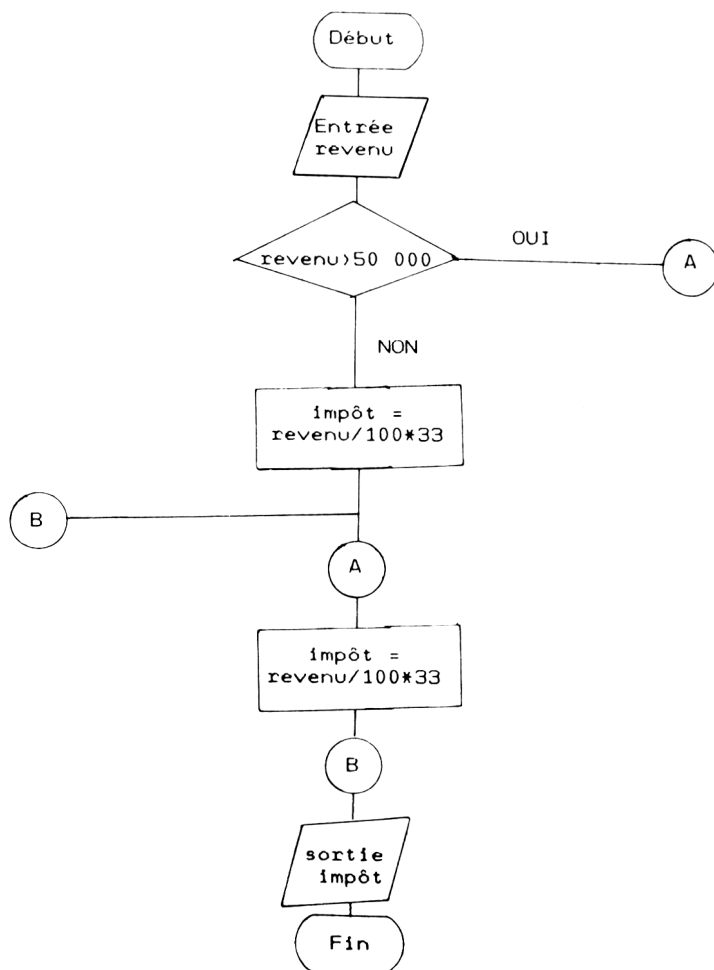 Début
Entrée
revenu
revenu>50 000
OUI
A
NON
impôt =
revenu/100*33
B
A
impôt =
revenu/100*33
B
sortie
impôt
Fin